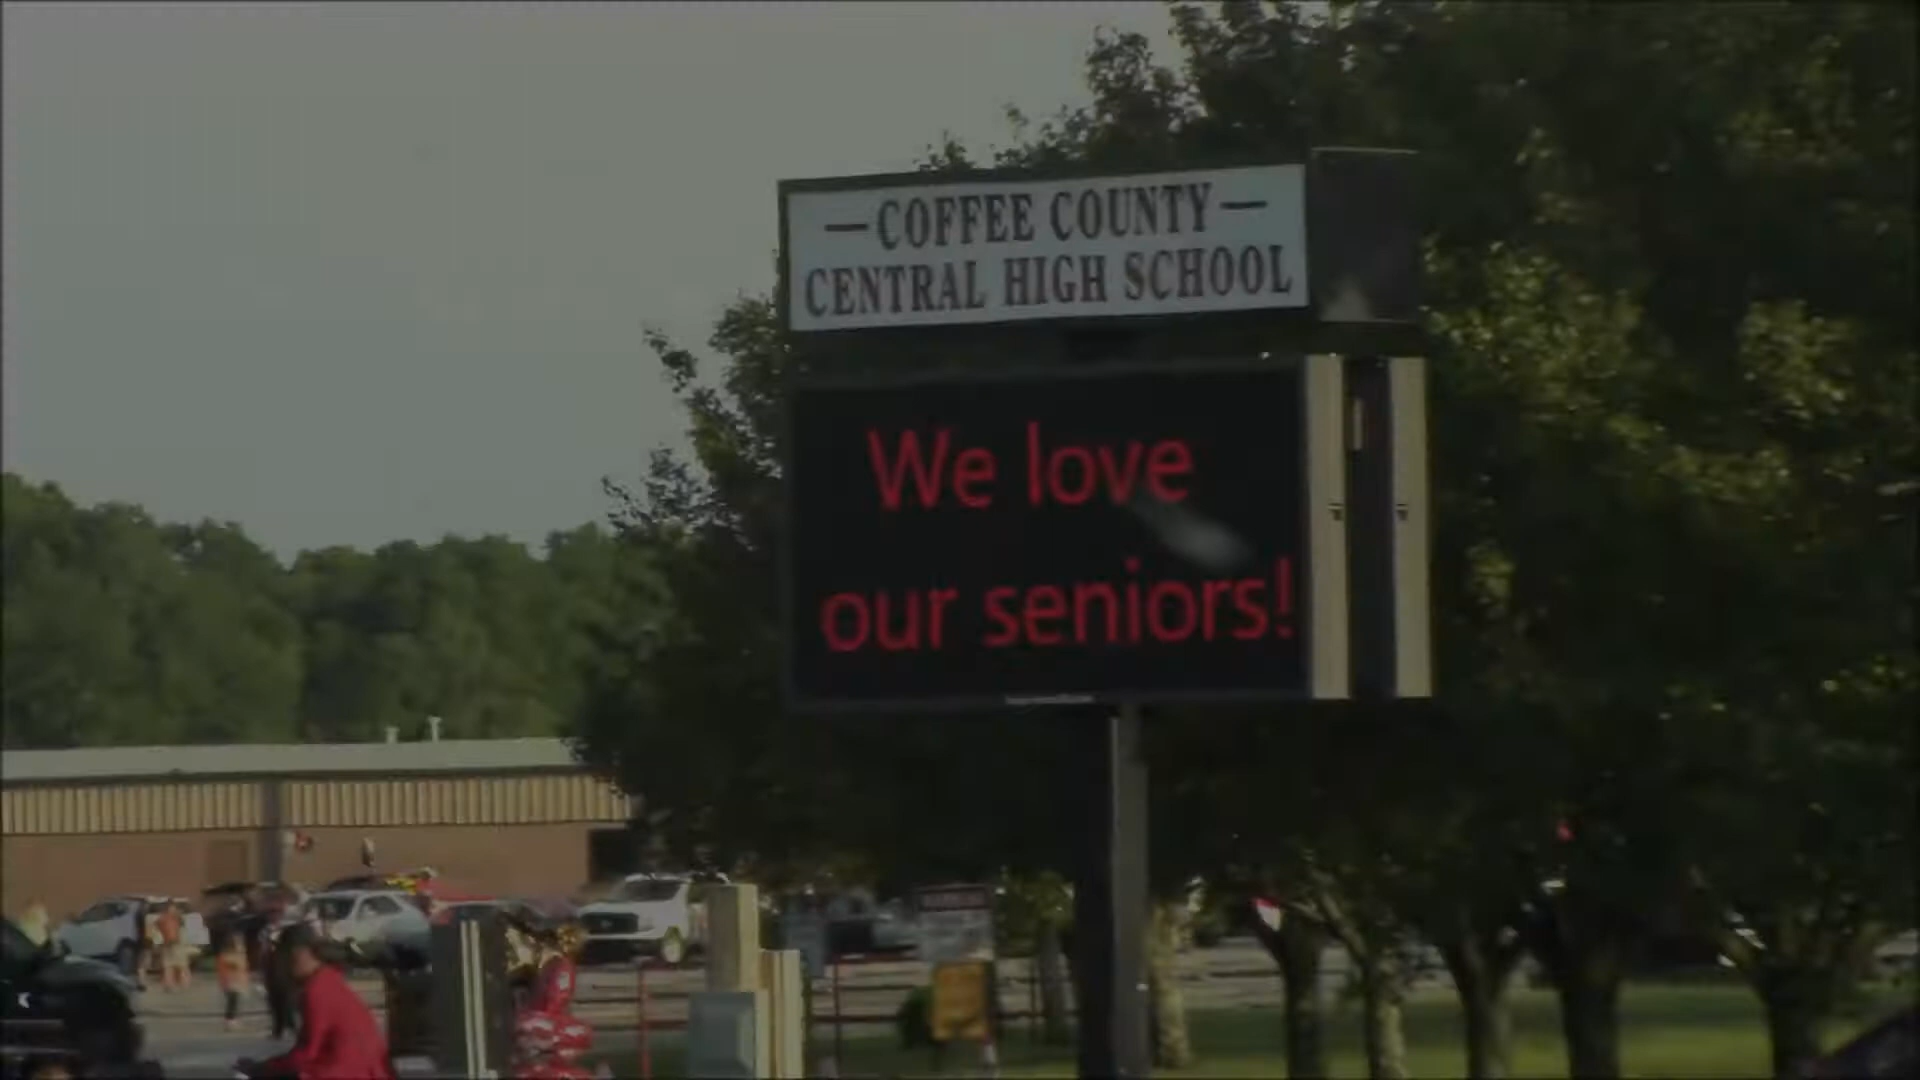 COFFEE COUNTY
CENTRAL HIGH SCHOOL
We love
our seniors!